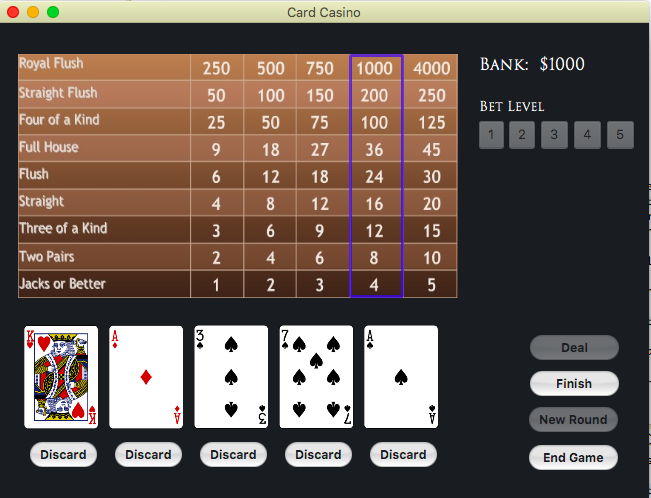 Card Casino
Royal Flush 250 500 750 1000 4000
Straight Flush 50 100 150 200 250
Four of a Kind 25 50 75 100 125
Full House 9 18 27 36 45
Flush 6 12 18 24 30
Straight 4 8 12 16 20
Three of a Kind 3 6 9 12 15
Two Pairs 2 4 6 8 10
Jacks or Better 1 2 3 4 5
Bank: $1000
Bet Level
1 2 3 4 5
K A 3 7 A
K A 3 7 A
Discard Discard Discard Discard Discard
Deal
Finish
New Round
End Game